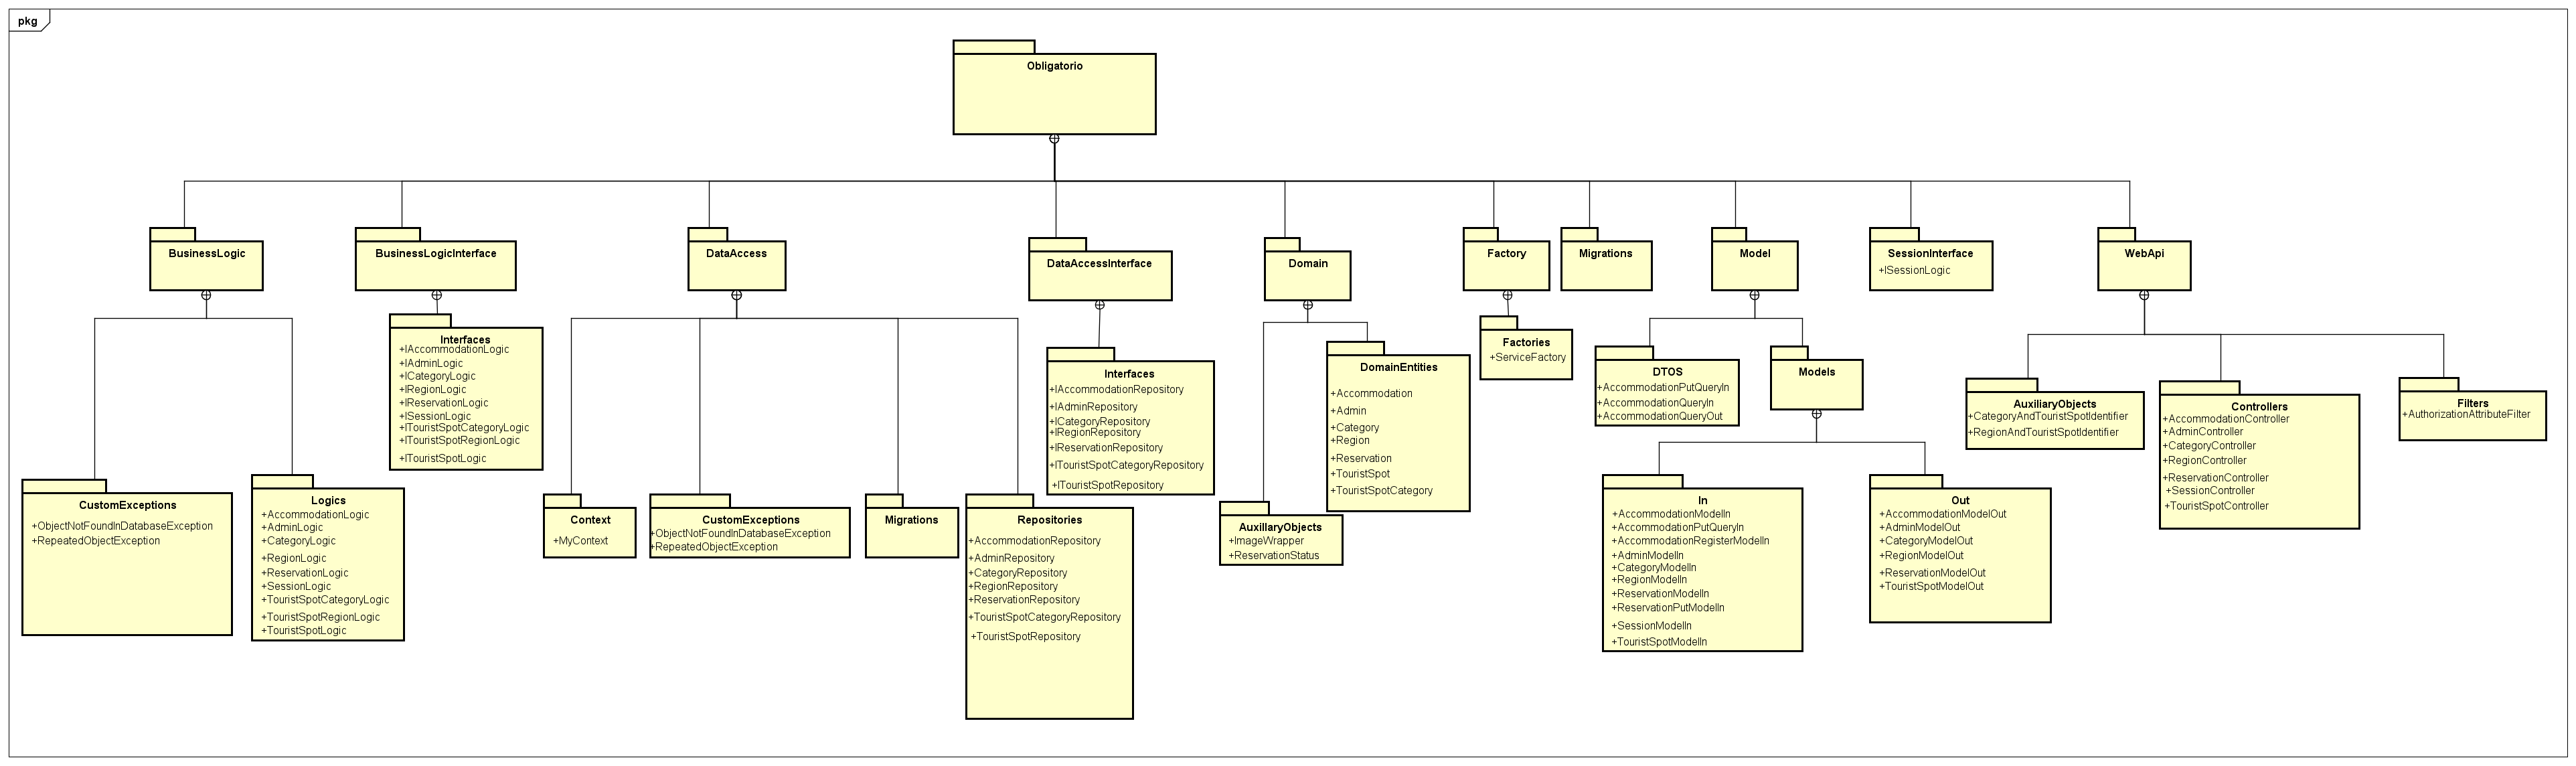 pkg
Obligatorio
BusinessLogic
BusinessLogicInterface
DataAccess
DataAccessInterface
Domain
Factory
Migrations
Model
SessionInterface
+ISessionLogic
WebApi
CustomExceptions
+ObjectNotFoundInDatabaseException
+RepeatedObjectException
Logics
+AccommodationLogic
+AdminLogic
+CategoryLogic
+RegionLogic
+ReservationLogic
+SessionLogic
+TouristSpotCategoryLogic
+TouristSpotRegionLogic
+TouristSpotLogic
Interfaces
+IAccommodationLogic
+IAdminLogic
+ICategoryLogic
+IRegionLogic
+IReservationLogic
+ISessionLogic
+ITouristSpotCategoryLogic
+ITouristSpotRegionLogic
+ITouristSpotLogic
Context
+MyContext
CustomExceptions
+ObjectNotFoundInDatabaseException
+RepeatedObjectException
Migrations
Repositories
+AccommodationRepository
+AdminRepository
+CategoryRepository
+RegionRepository
+ReservationRepository
+TouristSpotCategoryRepository
+TouristSpotRepository
Interfaces
+IAccommodationRepository
+IAdminRepository
+ICategoryRepository
+IRegionRepository
+IReservationRepository
+ITouristSpotCategoryRepository
+ITouristSpotRepository
AuxillaryObjects
+ImageWrapper
+ReservationStatus
DomainEntities
+Accommodation
+Admin
+Category
+Region
+Reservation
+TouristSpot
+TouristSpotCategory
Factories
+ServiceFactory
DTOS
+AccommodationPutQueryIn
+AccommodationQueryIn
+AccommodationQueryOut
Models
In
+AccommodationModelIn
+AccommodationPutQueryIn
+AccommodationRegisterModelIn
+AdminModelIn
+CategoryModelIn
+RegionModelIn
+ReservationModelIn
+ReservationPutModelIn
+SessionModelIn
+TouristSpotModelIn
Out
+AccommodationModelOut
+AdminModelOut
+CategoryModelOut
+RegionModelOut
+ReservationModelOut
+TouristSpotModelOut
AuxiliaryObjects
+CategoryAndTouristSpotIdentifier
+RegionAndTouristSpotIdentifier
Controllers
+AccommodationController
+AdminController
+CategoryController
+RegionController
+ReservationController
+SessionController
+TouristSpotController
Filters
+AuthorizationAttributeFilter